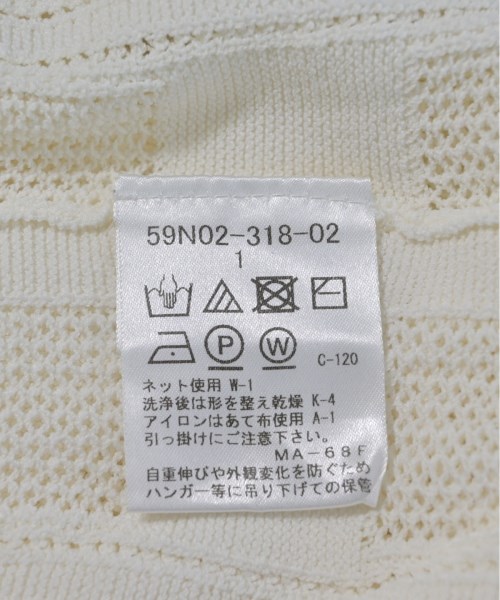 59N02-318-02
1
P W C-120
ネット使用 W-1
洗浄後は形を整え乾燥 K-4
アイロンはあて布使用 A-1
引っ掛けにご注意下さい。
MA-68F
自重伸びや外観変化を防ぐため
ハンガー等に吊り下げての保管